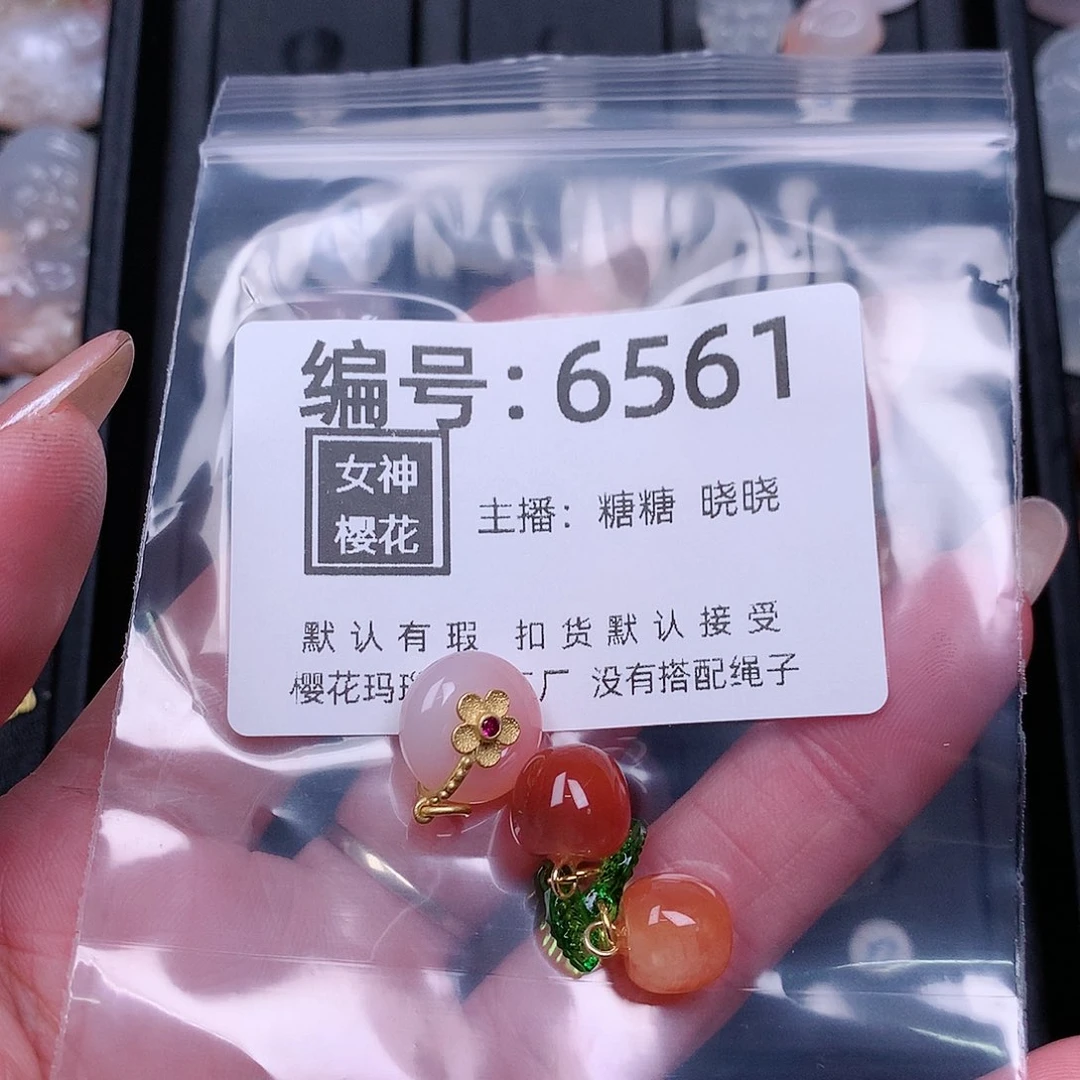 编号:6561
女神
樱花
主播: 糖糖 晓晓
默认有瑕 扣货默认接受
樱花玛 厂 没有搭配绳子